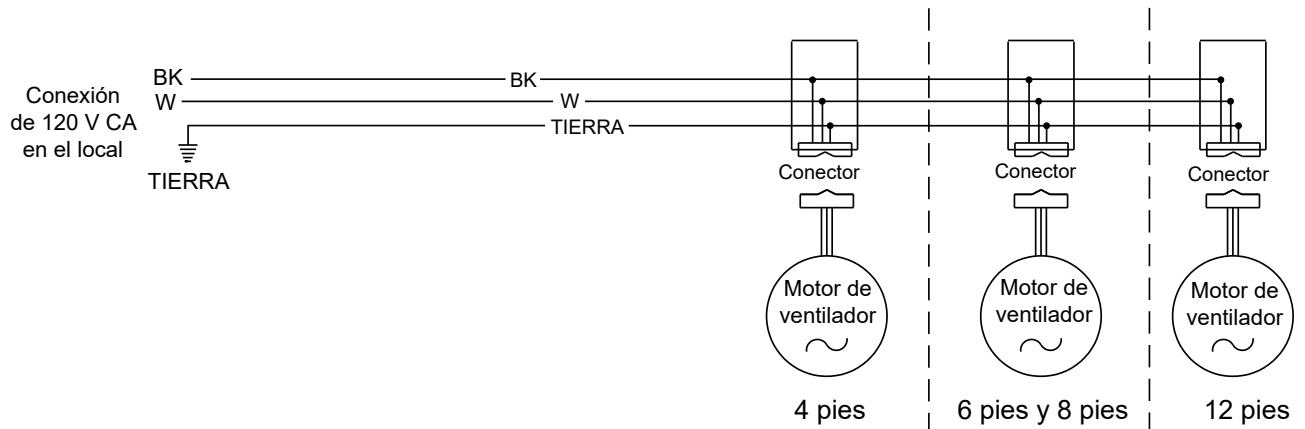 Conexión
de 120 V CA
en el local
BK
W
TIERRA
BK
W
TIERRA
Conector
Conector
Conector
Motor de
ventilador
Motor de
ventilador
Motor de
ventilador
4 pies
6 pies y 8 pies
12 pies